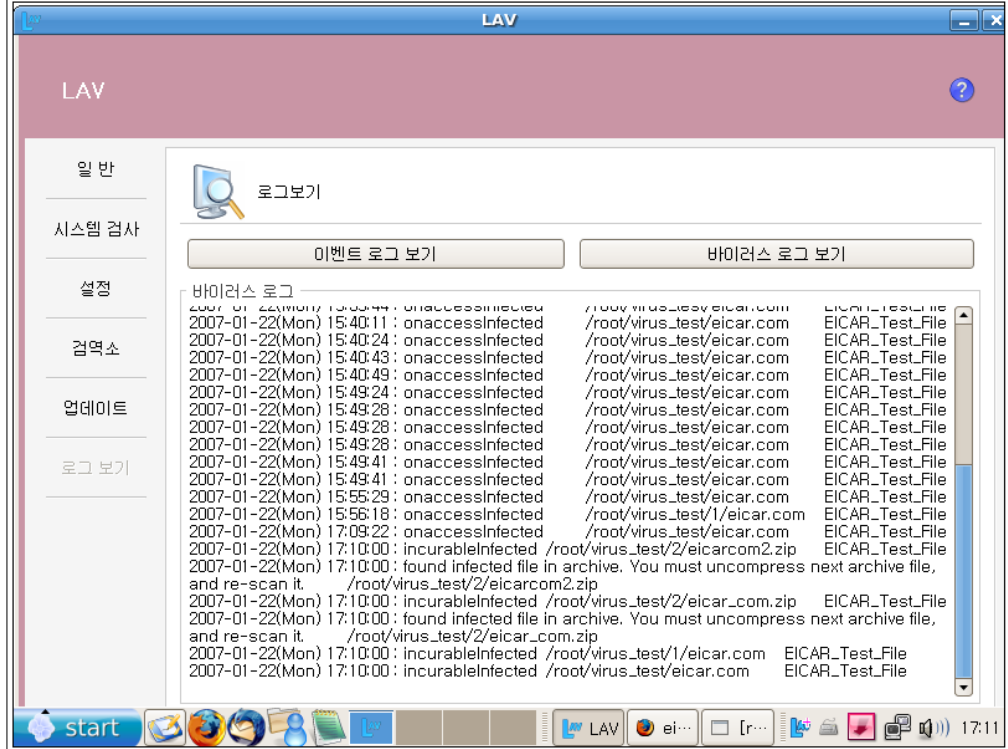 LAV
LAV
일 반
시스템 검사
설정
검역소
업데이트
로그 보기
로그보기
이벤트 로그 보기
바이러스 로그 보기
바이러스 로그
2007-01-22(Mon) 15:40:11 : onaccessInfected /root/virus_test/eicar.com EICAR_Test_File
2007-01-22(Mon) 15:40:24 : onaccessInfected /root/virus_test/eicar.com EICAR_Test_File
2007-01-22(Mon) 15:40:43 : onaccessInfected /root/virus_test/eicar.com EICAR_Test_File
2007-01-22(Mon) 15:40:49 : onaccessInfected /root/virus_test/eicar.com EICAR_Test_File
2007-01-22(Mon) 15:49:24 : onaccessInfected /root/virus_test/eicar.com EICAR_Test_File
2007-01-22(Mon) 15:49:28 : onaccessInfected /root/virus_test/eicar.com EICAR_Test_File
2007-01-22(Mon) 15:49:28 : onaccessInfected /root/virus_test/eicar.com EICAR_Test_File
2007-01-22(Mon) 15:49:28 : onaccessInfected /root/virus_test/eicar.com EICAR_Test_File
2007-01-22(Mon) 15:49:41 : onaccessInfected /root/virus_test/eicar.com EICAR_Test_File
2007-01-22(Mon) 15:49:41 : onaccessInfected /root/virus_test/eicar.com EICAR_Test_File
2007-01-22(Mon) 15:55:29 : onaccessInfected /root/virus_test/eicar.com EICAR_Test_File
2007-01-22(Mon) 15:56:18 : onaccessInfected /root/virus_test/1/eicar.com EICAR_Test_File
2007-01-22(Mon) 17:09:22 : onaccessInfected /root/virus_test/eicar.com EICAR_Test_File
2007-01-22(Mon) 17:10:00 : incurableInfected /root/virus_test/2/eicarcom2.zip EICAR_Test_File
2007-01-22(Mon) 17:10:00 : found infected file in archive. You must uncompress next archive file,
and re-scan it. /root/virus_test/2/eicarcom2.zip
2007-01-22(Mon) 17:10:00 : incurableInfected /root/virus_test/2/eicar_com.zip EICAR_Test_File
2007-01-22(Mon) 17:10:00 : found infected file in archive. You must uncompress next archive file,
and re-scan it. /root/virus_test/2/eicar_com.zip
2007-01-22(Mon) 17:10:00 : incurableInfected /root/virus_test/1/eicar.com EICAR_Test_File
2007-01-22(Mon) 17:10:00 : incurableInfected /root/virus_test/eicar.com EICAR_Test_File
start
LAV
ei...
[r...
17:11